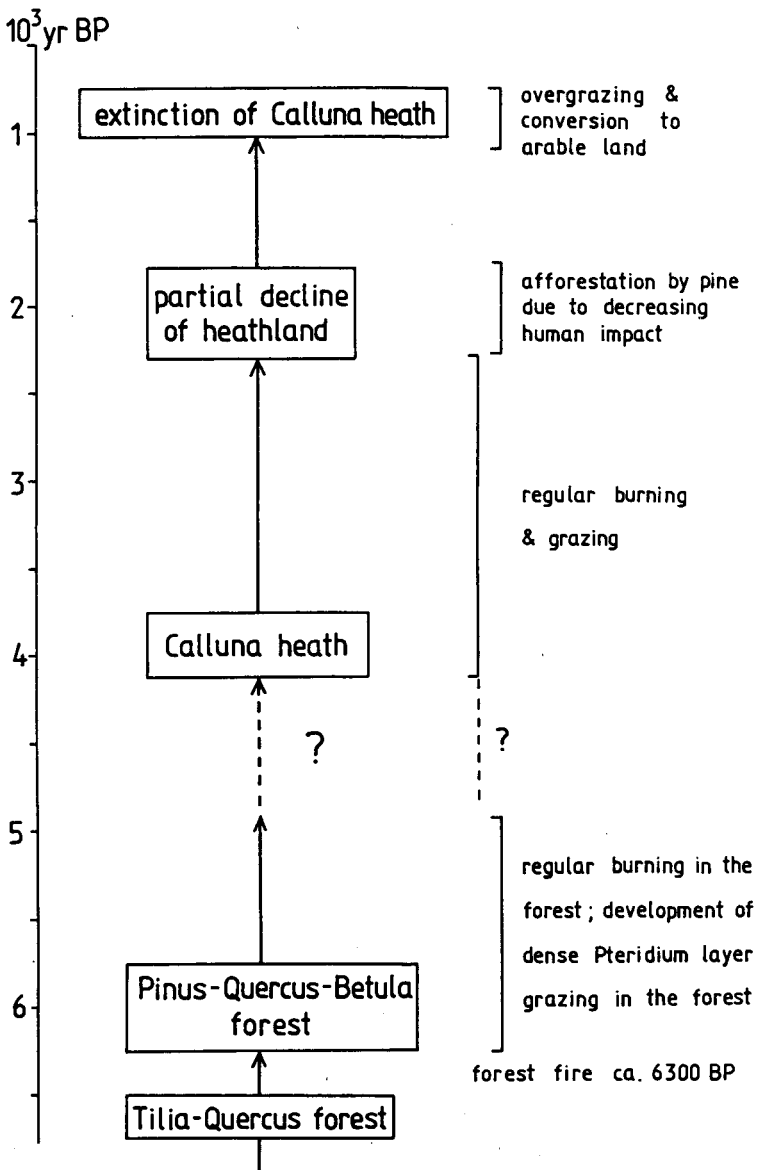 10³yr BP
extinction of Calluna heath
overgrazing &
conversion to
arable land
1
partial decline
of heathland
afforestation by pine
due to decreasing
human impact
2
3
regular burning
& grazing
Calluna heath
4
?
?
5
regular burning in the
forest; development of
dense Pteridium layer
grazing in the forest
Pinus-Quercus-Betula
forest
6
forest fire ca. 6300 BP
Tilia-Quercus forest